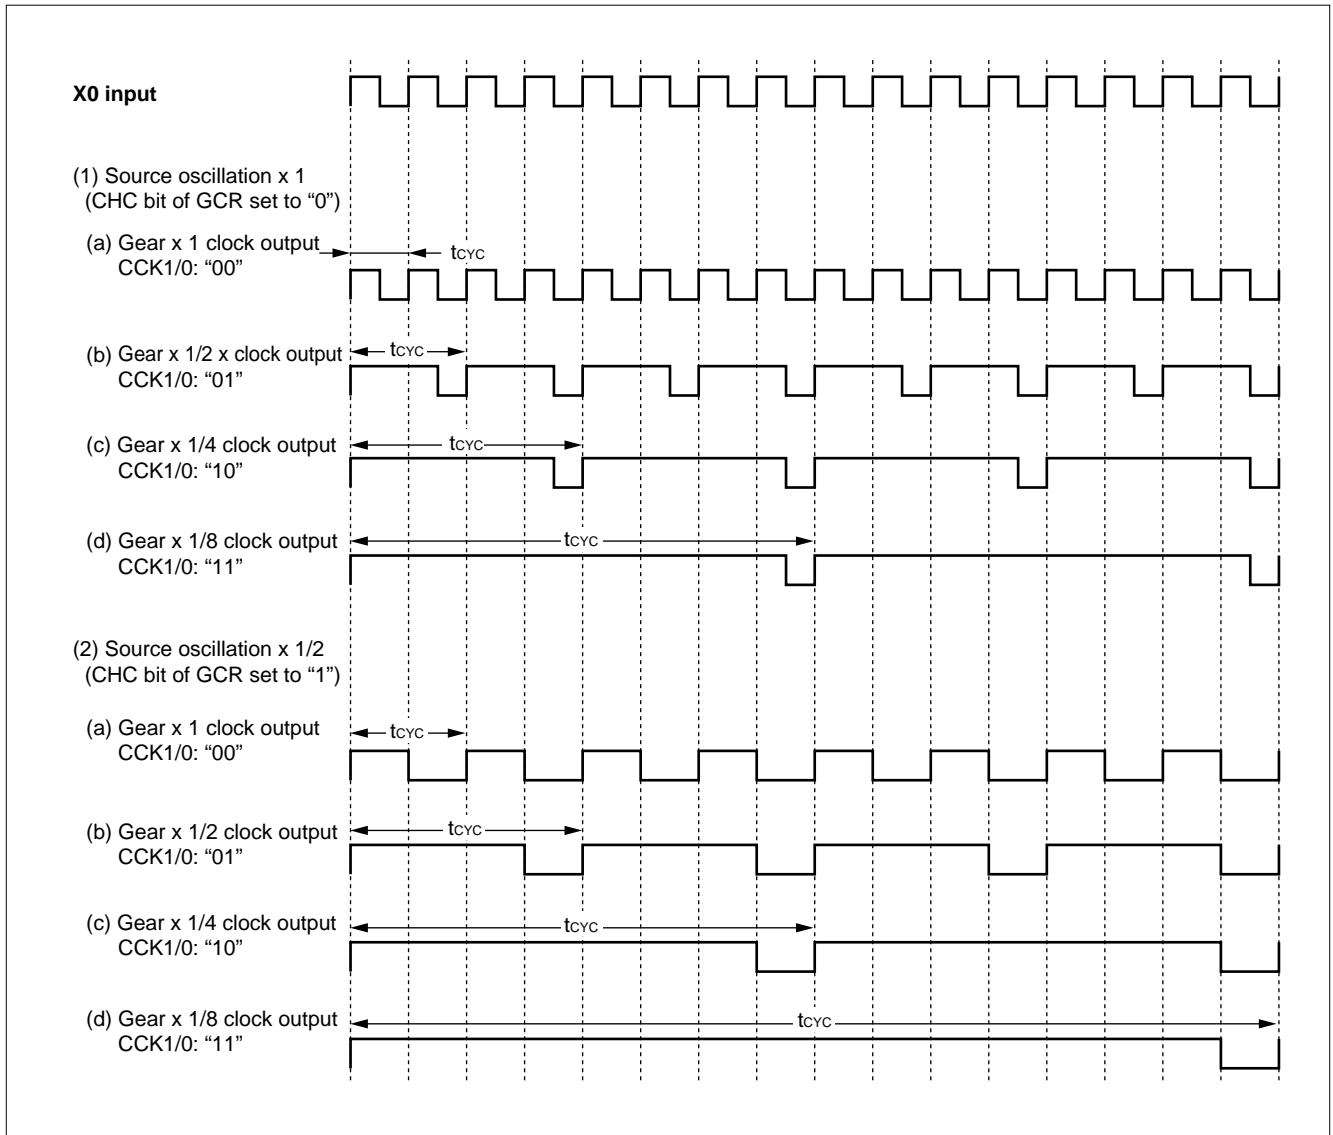 X0 input
(1) Source oscillation x 1
(CHC bit of GCR set to “0”)
(a) Gear x 1 clock output
CCK1/0: “00”
tCYC
(b) Gear x 1/2 x clock output
CCK1/0: “01”
tCYC
(c) Gear x 1/4 clock output
CCK1/0: “10”
tCYC
(d) Gear x 1/8 clock output
CCK1/0: “11”
tCYC
(2) Source oscillation x 1/2
(CHC bit of GCR set to “1”)
(a) Gear x 1 clock output
CCK1/0: “00”
tCYC
(b) Gear x 1/2 clock output
CCK1/0: “01”
tCYC
(c) Gear x 1/4 clock output
CCK1/0: “10”
tCYC
(d) Gear x 1/8 clock output
CCK1/0: “11”
tCYC